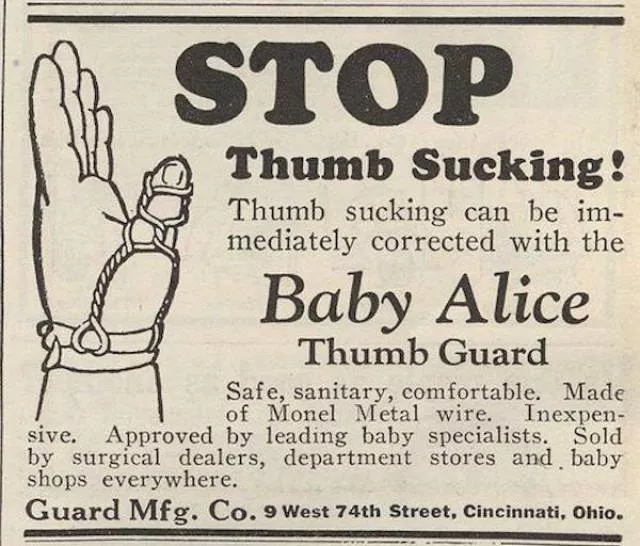 STOP
Thumb Sucking!
Thumb sucking can be im-
mediately corrected with the
Baby Alice
Thumb Guard
Safe, sanitary, comfortable. Made
of Monel Metal wire. Inexpen-
sive. Approved by leading baby specialists. Sold
by surgical dealers, department stores and baby
shops everywhere.
Guard Mfg. Co. 9 West 74th Street, Cincinnati, Ohio.